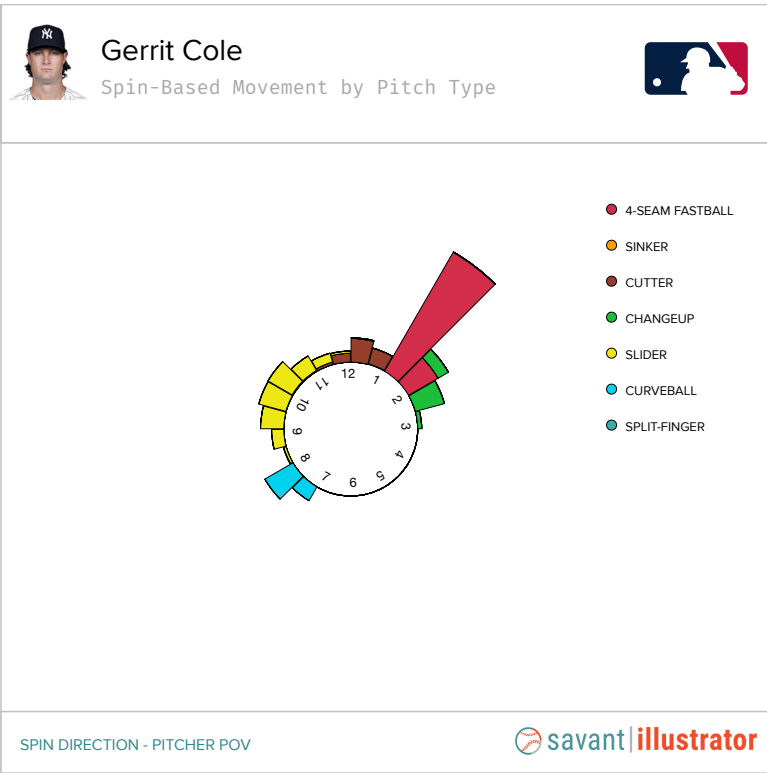 Gerrit Cole
Spin-Based Movement by Pitch Type
4-SEAM FASTBALL
SINKER
CUTTER
CHANGEUP
SLIDER
CURVEBALL
SPLIT-FINGER
12
1
2
3
4
5
6
7
8
9
10
11
SPIN DIRECTION - PITCHER POV
savant|illustrator